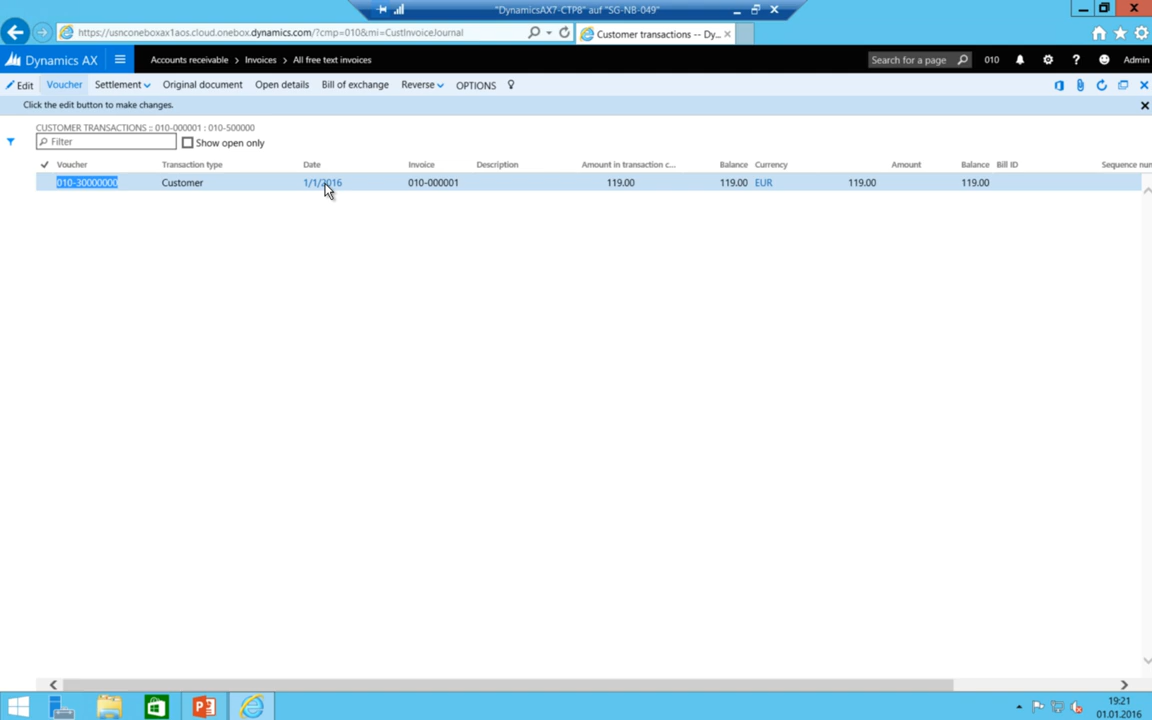 "DynamicsAX7-CTP8" auf "SG-NB-049"
https://usnconeboxax1aos.cloud.onebox.dynamics.com/?cmp=010&mi=CustInvoiceJournal
Customer transactions -- Dy...
Dynamics AX
Accounts receivable > Invoices > All free text invoices
Search for a page
010
?
Admin
Edit Voucher Settlement Original document Open details Bill of exchange Reverse OPTIONS
Click the edit button to make changes.
CUSTOMER TRANSACTIONS :: 010-000001 : 010-500000
Filter
Show open only
Voucher Transaction type Date Invoice Description Amount in transaction c... Balance Currency Amount Balance Bill ID Sequence num
010-30000000 Customer 1/1/2016 010-000001 119.00 119.00 EUR 119.00 119.00
19:21
01.01.2016